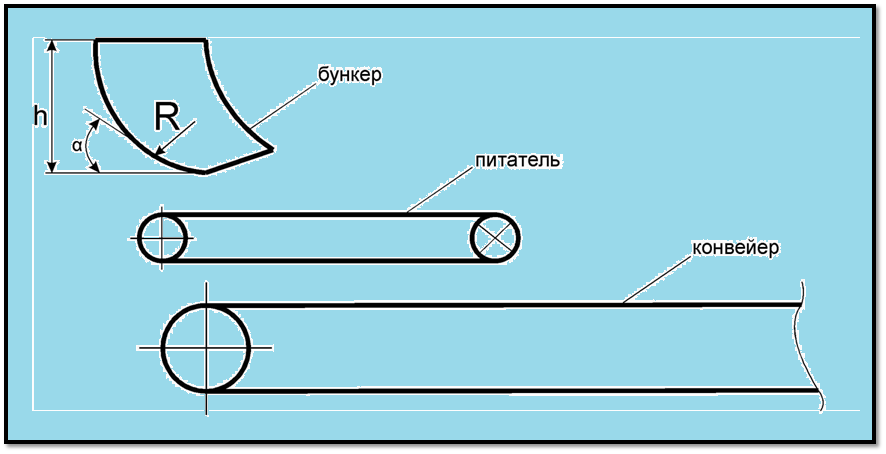 бункер
h
R
α
питатель
конвейер